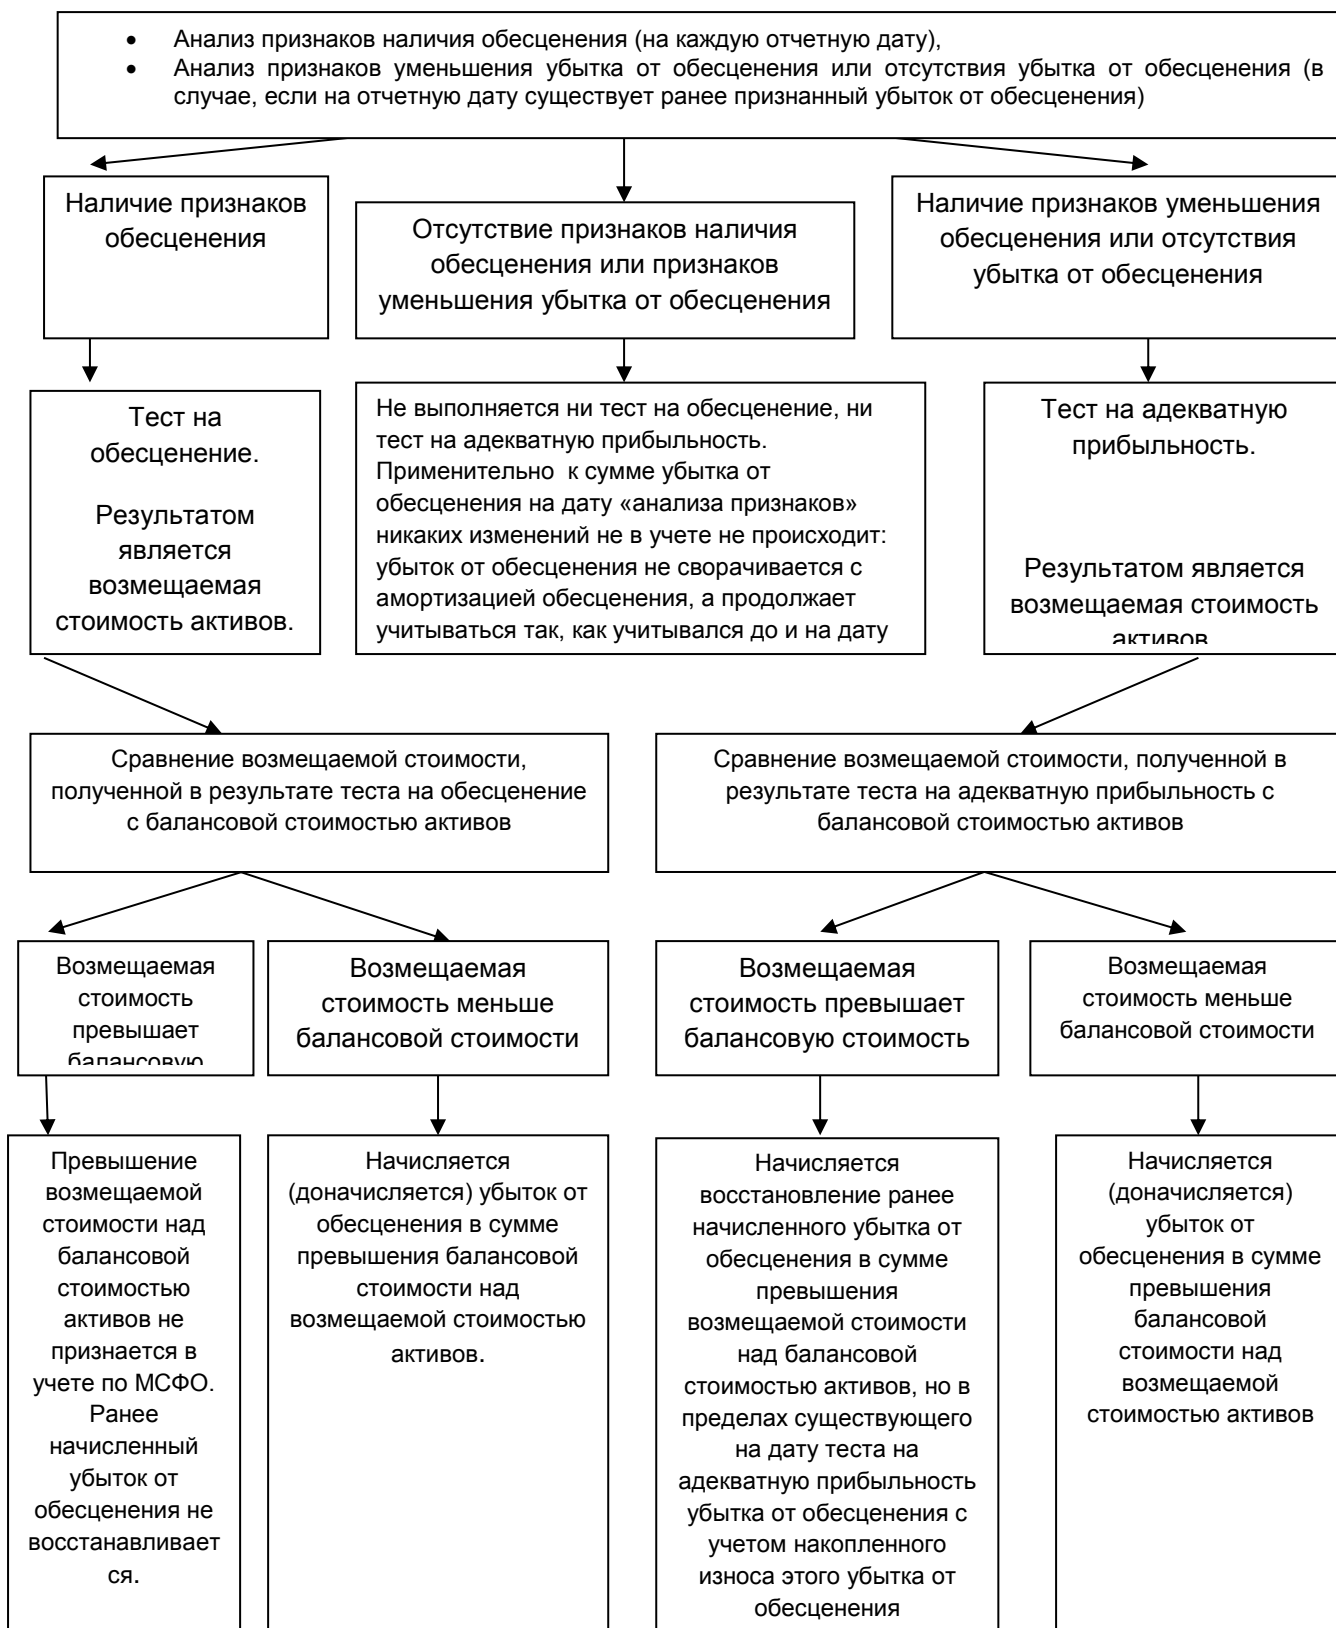 • Анализ признаков наличия обесценения (на каждую отчетную дату),
• Анализ признаков уменьшения убытка от обесценения или отсутствия убытка от обесценения (в
случае, если на отчетную дату существует ранее признанный убыток от обесценения)
Наличие признаков
обесценения
Отсутствие признаков наличия
обесценения или признаков
уменьшения убытка от обесценения
Наличие признаков уменьшения
обесценения или отсутствия
убытка от обесценения
Тест на
обесценение.
Результатом
является
возмещаемая
стоимость активов.
Не выполняется ни тест на обесценение, ни
тест на адекватную прибыльность.
Применительно к сумме убытка от
обесценения на дату «анализа признаков»
никаких изменений не в учете не происходит:
убыток от обесценения не сворачивается с
амортизацией обесценения, а продолжает
учитываться так, как учитывался до и на дату
Тест на адекватную
прибыльность.
Результатом является
возмещаемая стоимость
активов
Сравнение возмещаемой стоимости,
полученной в результате теста на обесценение
с балансовой стоимостью активов
Сравнение возмещаемой стоимости, полученной в
результате теста на адекватную прибыльность с
балансовой стоимостью активов
Возмещаемая
стоимость
превышает
балансовую
Возмещаемая
стоимость меньше
балансовой стоимости
Возмещаемая
стоимость превышает
балансовую стоимость
Возмещаемая
стоимость меньше
балансовой стоимости
Превышение
возмещаемой
стоимости над
балансовой
стоимостью
активов не
признается в
учете по МСФО.
Ранее
начисленный
убыток от
обесценения не
восстанавливает
ся.
Начисляется
(доначисляется) убыток от
обесценения в сумме
превышения балансовой
стоимости над
возмещаемой стоимостью
активов.
Начисляется
восстановление ранее
начисленного убытка от
обесценения в сумме
превышения
возмещаемой стоимости
над балансовой
стоимостью активов, но в
пределах существующего
на дату теста на
адекватную прибыльность
убытка от обесценения с
учетом накопленного
износа этого убытка от
обесценения
Начисляется
(доначисляется)
убыток от
обесценения в сумме
превышения
балансовой
стоимости над
возмещаемой
стоимостью активов